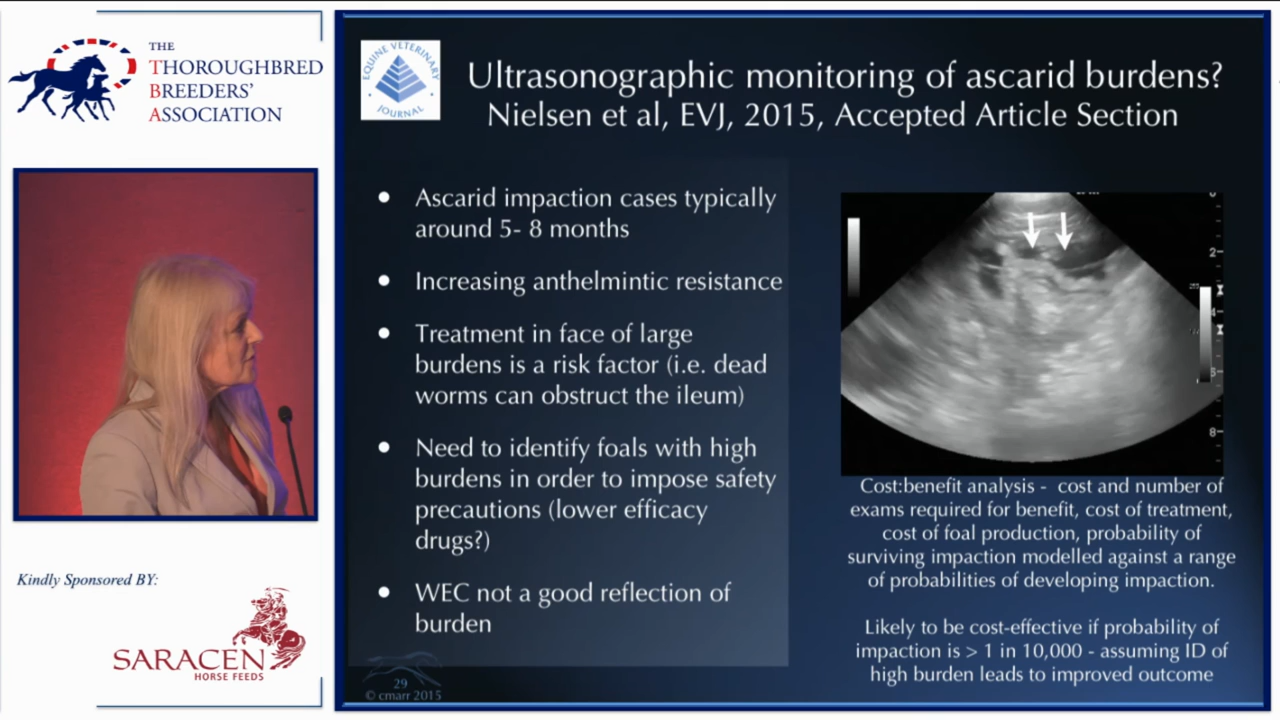 THE
THOROUGHBRED
BREEDERS'
ASSOCIATION
Kindly Sponsored BY:
SARACEN
HORSE FEEDS
EQUINE VETERINARY
JOURNAL
Ultrasonographic monitoring of ascarid burdens?
Nielsen et al, EVJ, 2015, Accepted Article Section
● Ascarid impaction cases typically
around 5- 8 months
● Increasing anthelmintic resistance
● Treatment in face of large
burdens is a risk factor (i.e. dead
worms can obstruct the ileum)
● Need to identify foals with high
burdens in order to impose safety
precautions (lower efficacy
drugs?)
● WEC not a good reflection of
burden
29
© cmarr 2015
2
4
8
Cost:benefit analysis - cost and number of
exams required for benefit, cost of treatment,
cost of foal production, probability of
surviving impaction modelled against a range
of probabilities of developing impaction.
Likely to be cost-effective if probability of
impaction is > 1 in 10,000 - assuming ID of
high burden leads to improved outcome